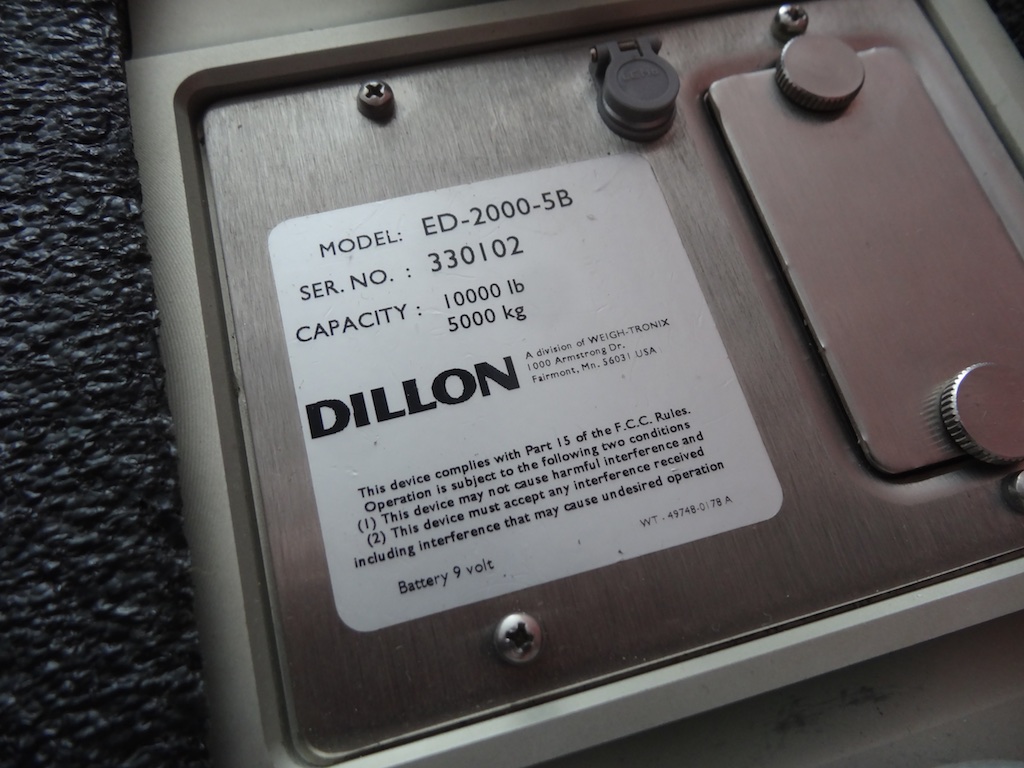 MODEL: ED-2000-5B
SER. NO. : 330102
CAPACITY : 10000 lb
5000 kg
DILLON
A division of WEIGH-TRONIX
1000 Armstrong Dr.
Fairmont, Mn. 56031 USA
This device complies with Part 15 of the F.C.C. Rules.
Operation is subject to the following two conditions
(1) This device may not cause harmful interference and
(2) This device must accept any interference received
including interference that may cause undesired operation
WT - 49748-0178 A
Battery 9 volt